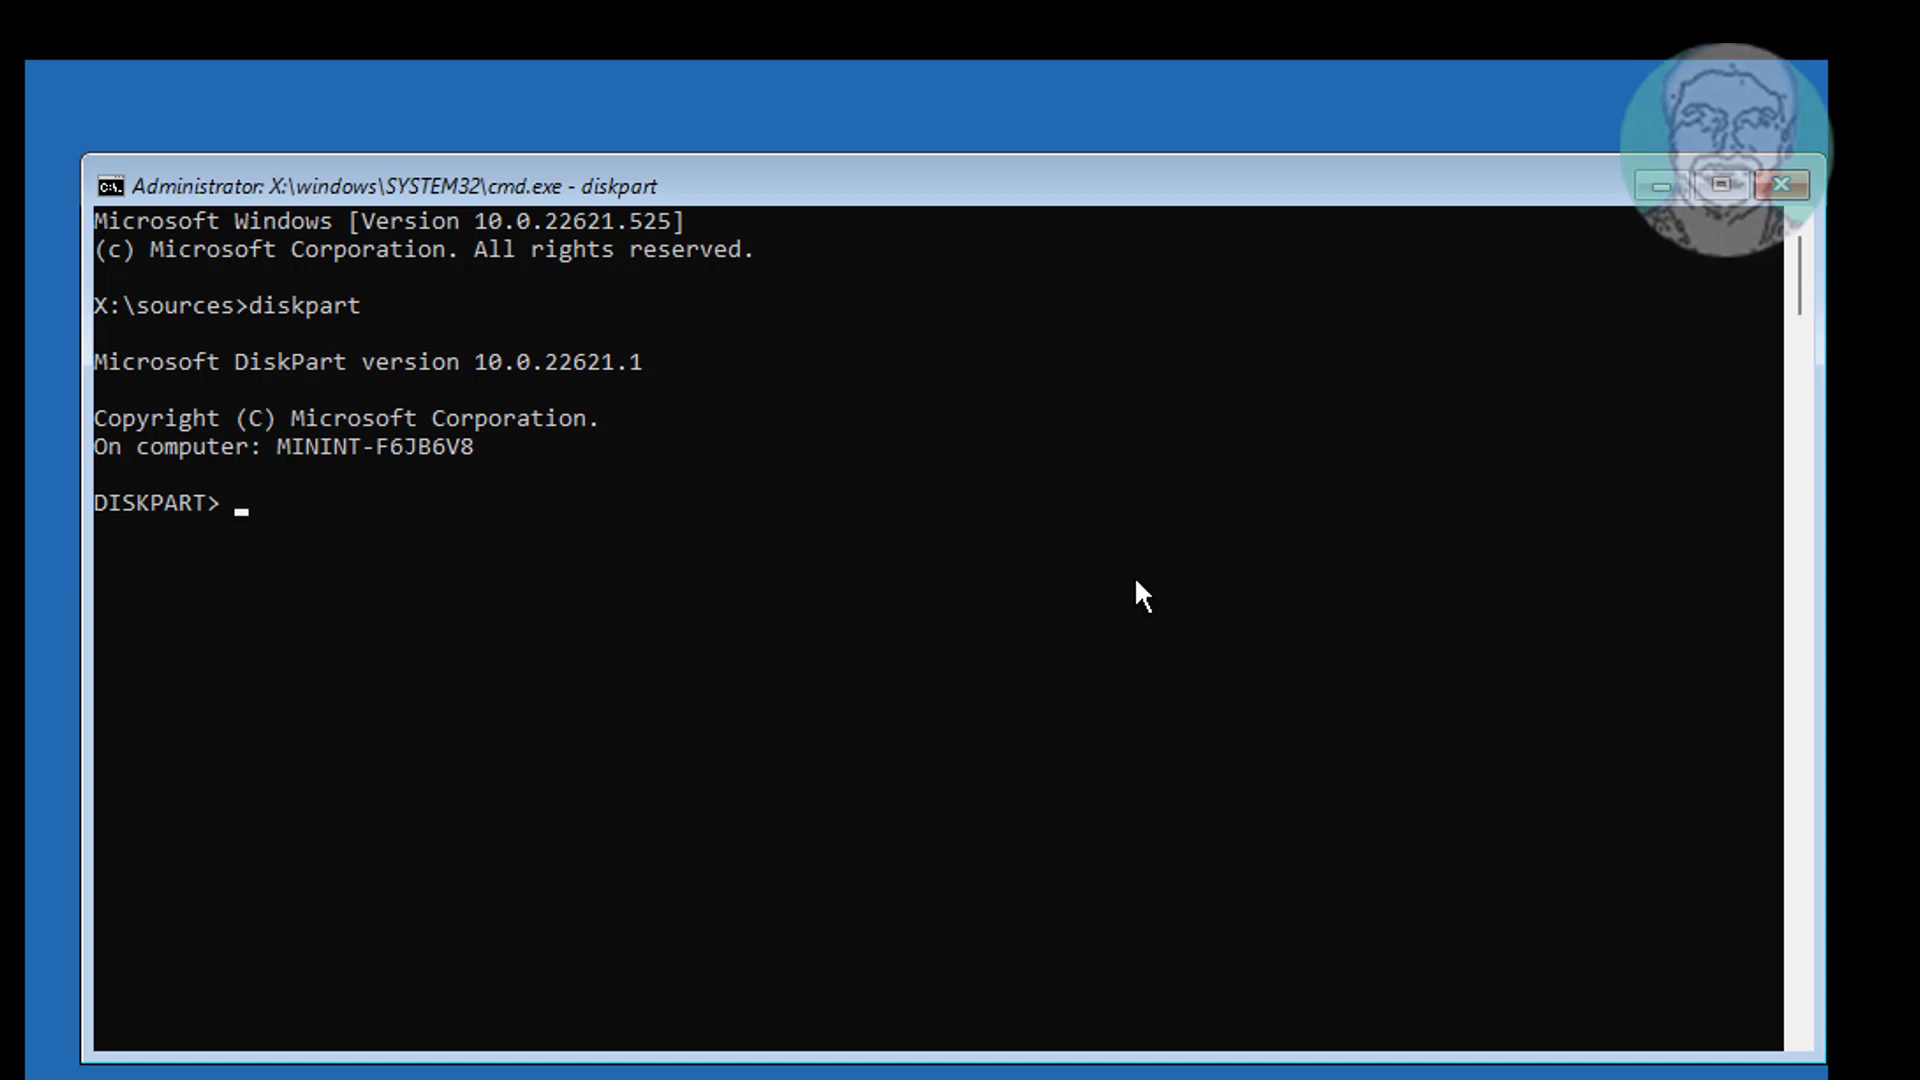 Administrator: X:\windows\SYSTEM32\cmd.exe - diskpart
Microsoft Windows [Version 10.0.22621.525]
(c) Microsoft Corporation. All rights reserved.
X:\sources>diskpart
Microsoft DiskPart version 10.0.22621.1
Copyright (C) Microsoft Corporation.
On computer: MININT-F6JB6V8
DISKPART>